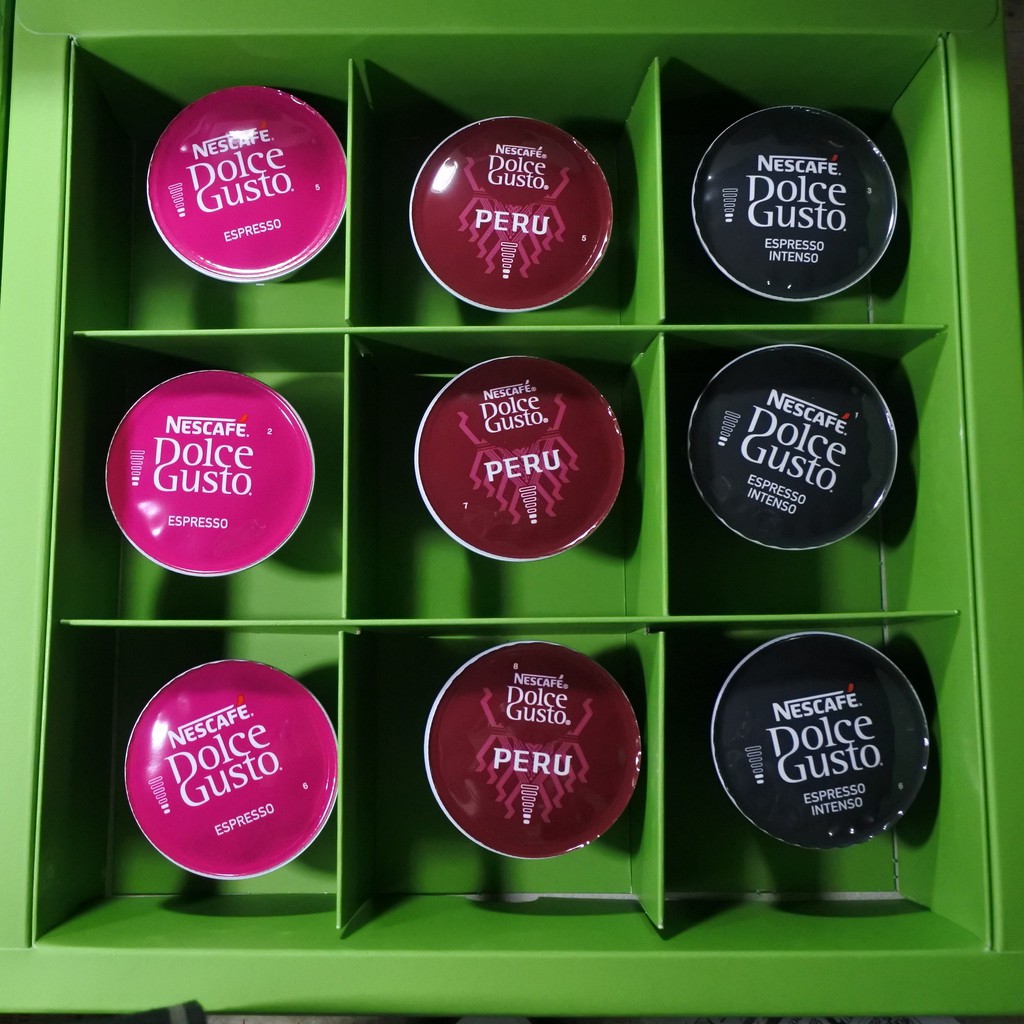 NESCAFÉ.
Dolce
Gusto.
5
ESPRESSO
NESCAFÉ®
Dolce
Gusto®
PERU
5
NESCAFÉ.
3
Dolce
Gusto.
ESPRESSO
INTENSO
NESCAFÉ.
2
Dolce
Gusto.
ESPRESSO
NESCAFÉ®
Dolce
Gusto®
PERU
7
NESCAFÉ.
1
Dolce
Gusto.
ESPRESSO
INTENSO
NESCAFÉ.
Dolce
Gusto.
6
ESPRESSO
8
NESCAFÉ®
Dolce
Gusto®
PERU
NESCAFÉ.
Dolce
Gusto.
6
ESPRESSO
INTENSO